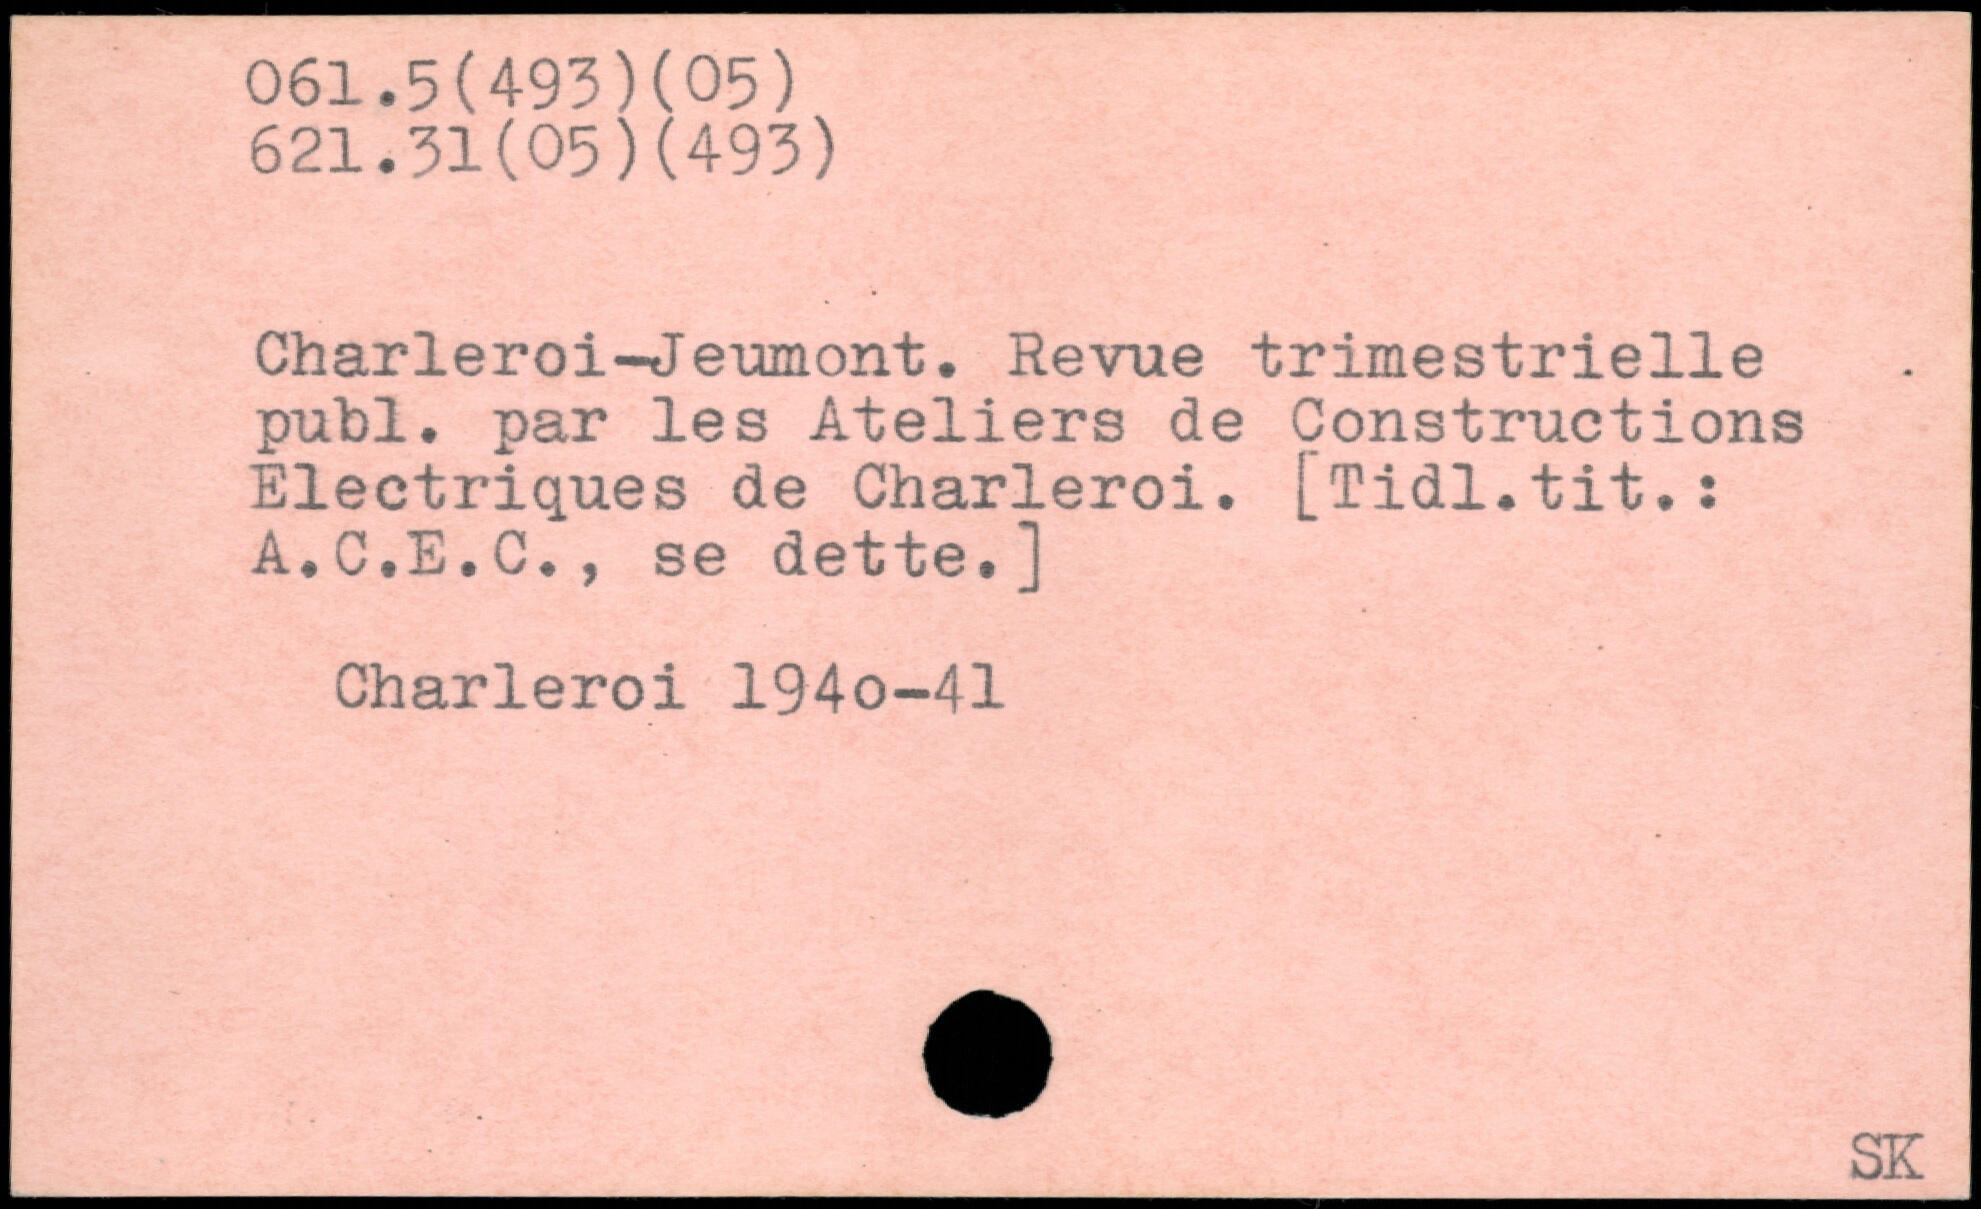 061.5(493)(05)
621.31(05)(493)
Charleroi-Jeumont. Revue trimestrielle
publ. par les Ateliers de Constructions
Electriques de Charleroi. [Tidl.tit.:
A.C.E.C., se dette.]
Charleroi 194o-41
SK